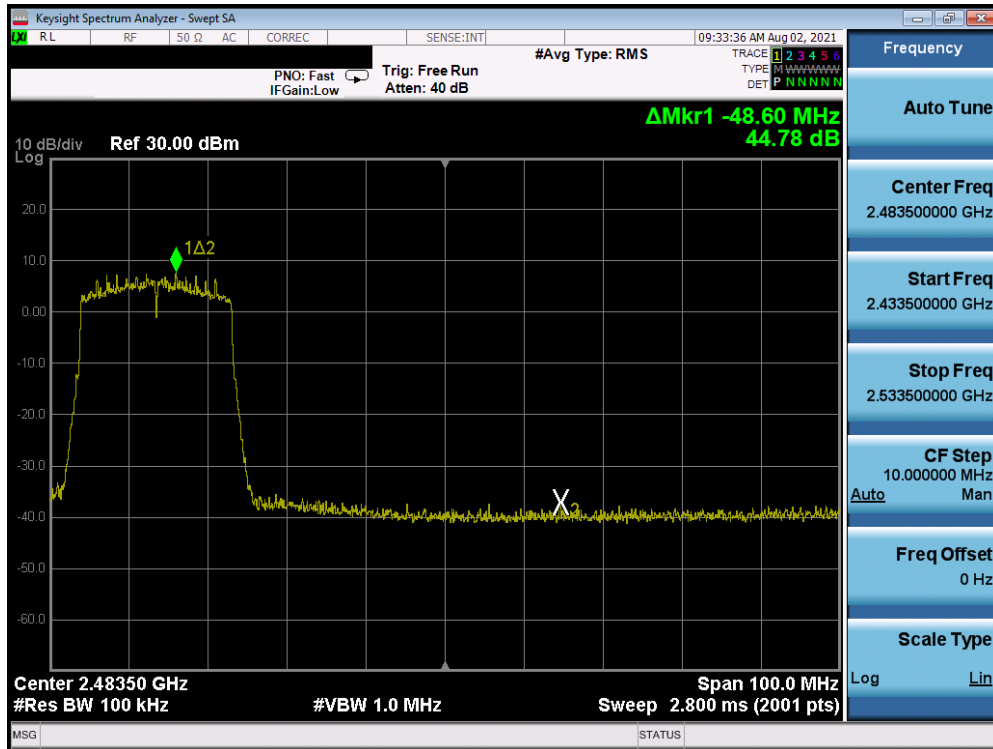 Keysight Spectrum Analyzer - Swept SA
LXI RL RF 50 Ω AC CORREC SENSE:INT 09:33:36 AM Aug 02, 2021
#Avg Type: RMS
TRACE 1 2 3 4 5 6
TYPE M W W W W W
DET P N N N N N
PNO: Fast
IFGain:Low
Trig: Free Run
Atten: 40 dB
ΔMkr1 -48.60 MHz
44.78 dB
10 dB/div
Log
Ref 30.00 dBm
20.0
10.0
0.00
-10.0
-20.0
-30.0
-40.0
-50.0
-60.0
1Δ2
X2
Center 2.48350 GHz
Span 100.0 MHz
#Res BW 100 kHz
#VBW 1.0 MHz
Sweep 2.800 ms (2001 pts)
MSG
STATUS
Frequency
Auto Tune
Center Freq
2.483500000 GHz
Start Freq
2.433500000 GHz
Stop Freq
2.533500000 GHz
CF Step
10.000000 MHz
Auto Man
Freq Offset
0 Hz
Scale Type
Log Lin